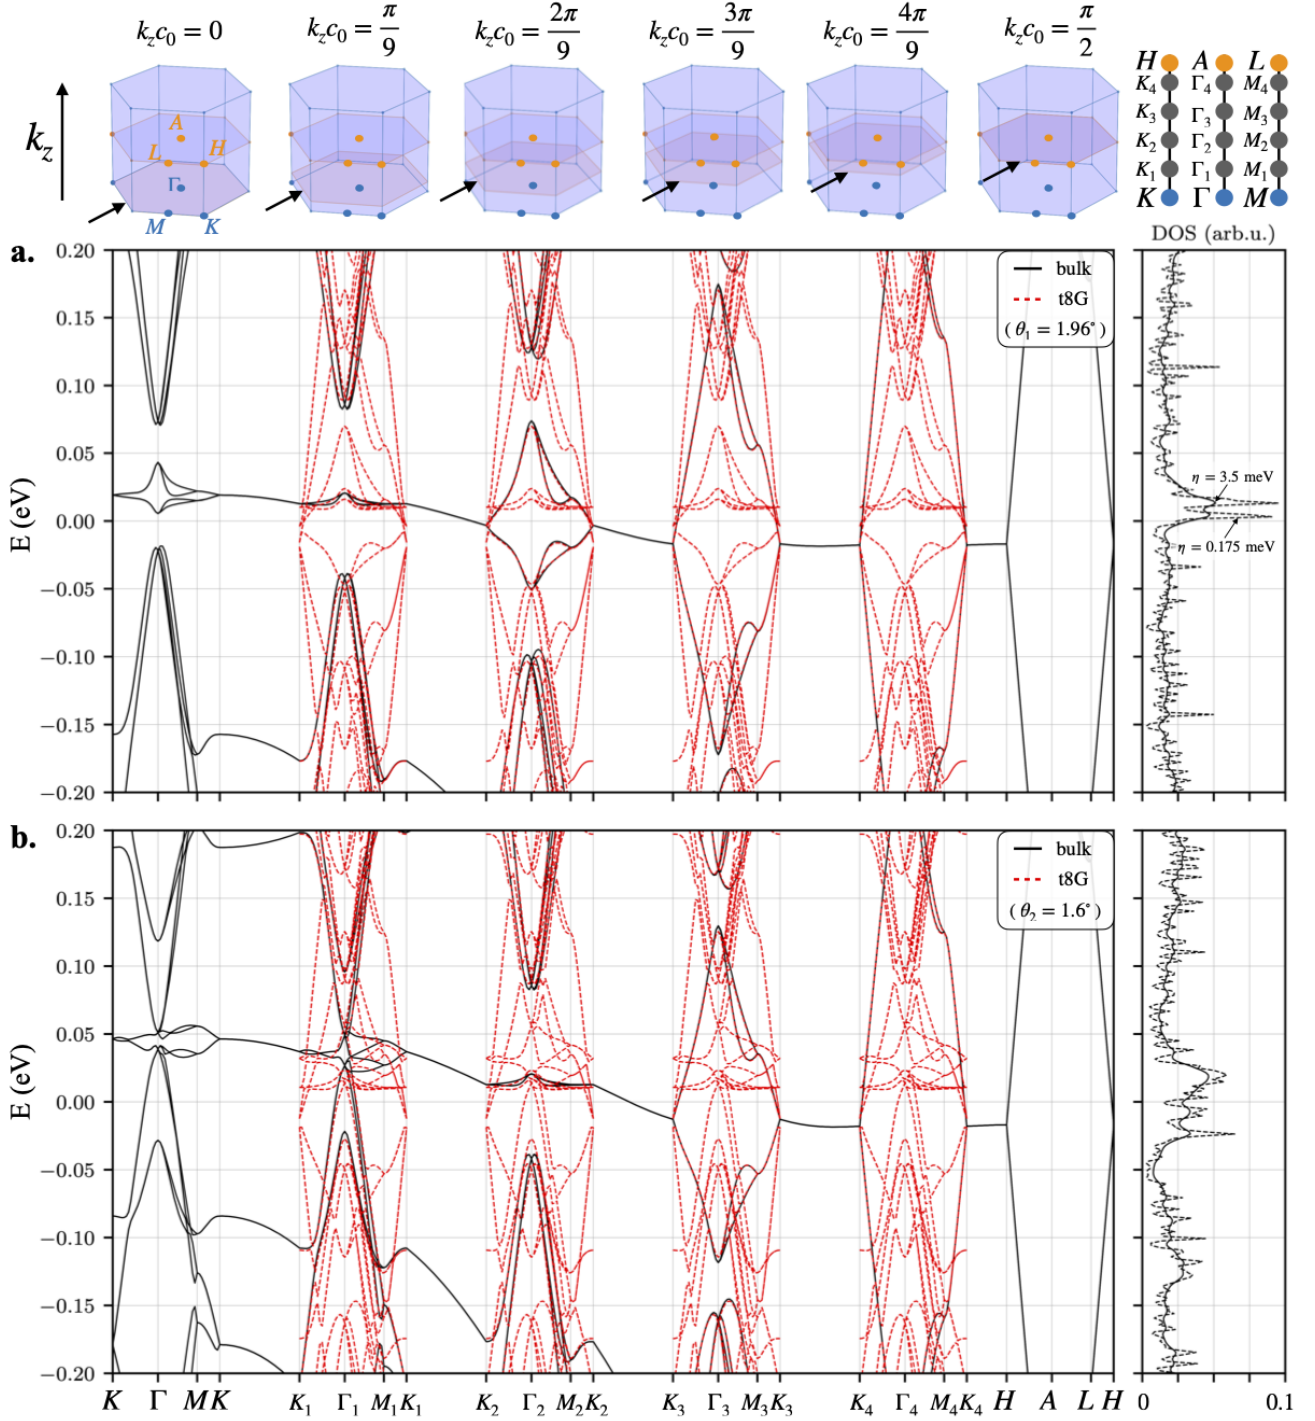 k_z c_0 = 0   k_z c_0 = π/9   k_z c_0 = 2π/9   k_z c_0 = 3π/9   k_z c_0 = 4π/9   k_z c_0 = π/2
k_z
A
L H
Γ
M K
H A L
K_4 Γ_4 M_4
K_3 Γ_3 M_3
K_2 Γ_2 M_2
K_1 Γ_1 M_1
K Γ M
a.
DOS (arb.u.)
E (eV)
0.20
0.15
0.10
0.05
0.00
−0.05
−0.10
−0.15
−0.20
bulk
t8G
( θ_1 = 1.96° )
η = 3.5 meV
η = 0.175 meV
b.
E (eV)
0.20
0.15
0.10
0.05
0.00
−0.05
−0.10
−0.15
−0.20
bulk
t8G
( θ_2 = 1.6° )
K Γ M K K_1 Γ_1 M_1 K_1 K_2 Γ_2 M_2 K_2 K_3 Γ_3 M_3 K_3 K_4 Γ_4 M_4 K_4 H A L H
0 0.1